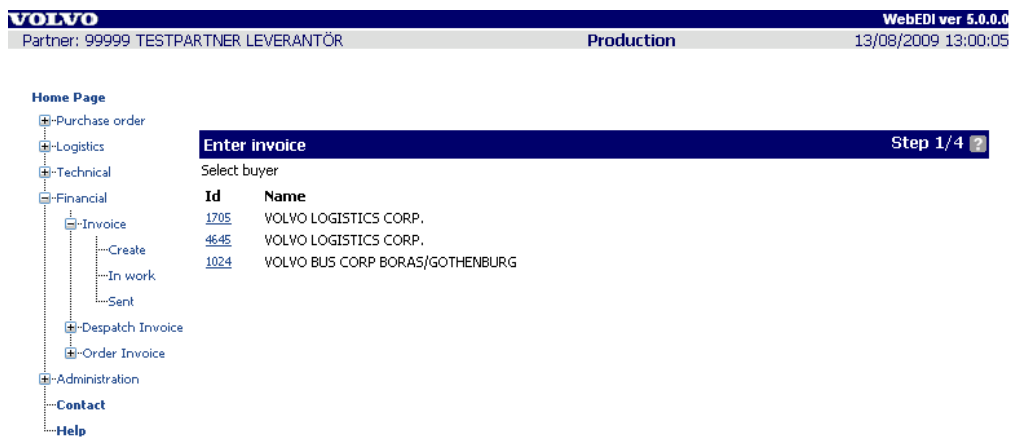 VOLVO
WebEDI ver 5.0.0.0
Partner: 99999 TESTPARTNER LEVERANTÖR
Production
13/08/2009 13:00:05
Home Page
Purchase order
Logistics
Technical
Financial
Invoice
Create
In work
Sent
Despatch Invoice
Order Invoice
Administration
Contact
Help
Enter invoice
Step 1/4 ?
Select buyer
Id Name
1705 VOLVO LOGISTICS CORP.
4645 VOLVO LOGISTICS CORP.
1024 VOLVO BUS CORP BORAS/GOTHENBURG